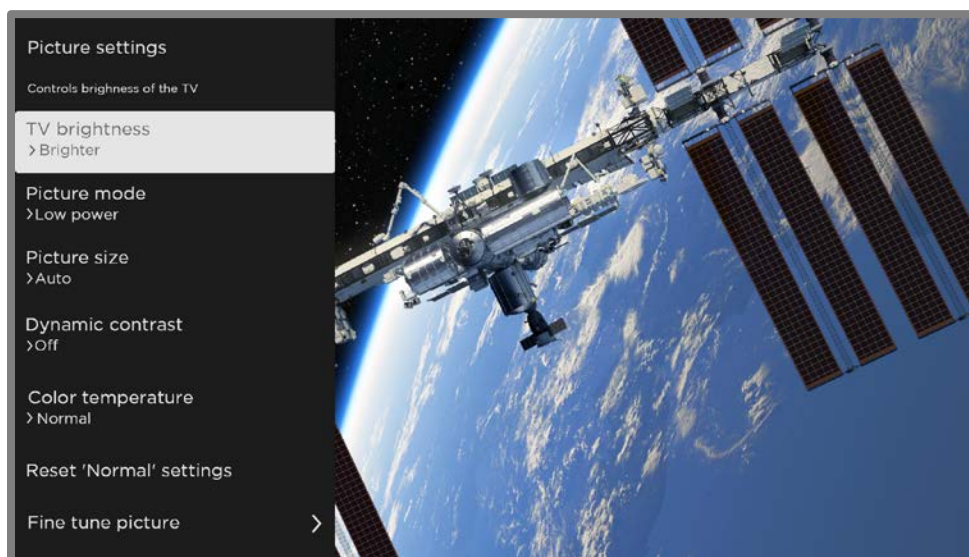 Picture settings
Controls brighness of the TV
TV brightness
>Brighter
Picture mode
>Low power
Picture size
>Auto
Dynamic contrast
>Off
Color temperature
>Normal
Reset 'Normal' settings
Fine tune picture >